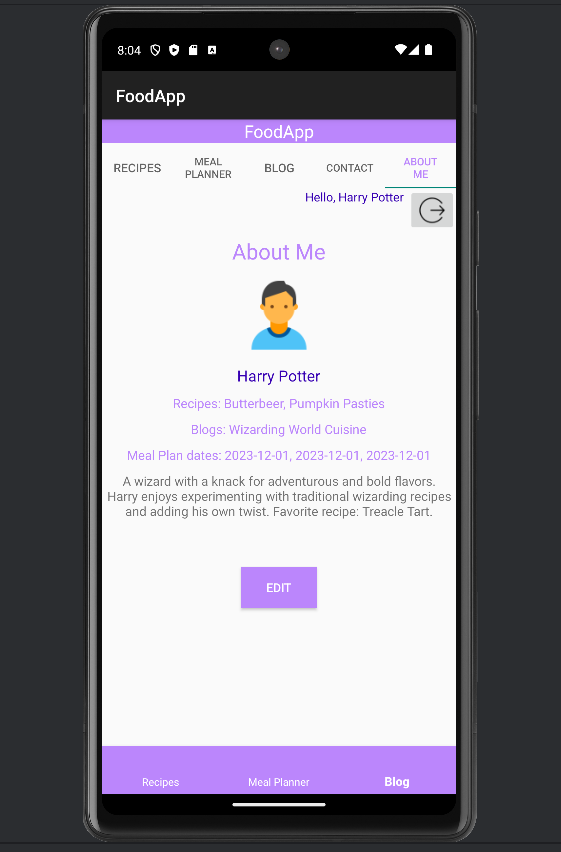 8:04
FoodApp
FoodApp
RECIPES
MEAL
PLANNER
BLOG
CONTACT
ABOUT
ME
Hello, Harry Potter
About Me
Harry Potter
Recipes: Butterbeer, Pumpkin Pasties
Blogs: Wizarding World Cuisine
Meal Plan dates: 2023-12-01, 2023-12-01, 2023-12-01
A wizard with a knack for adventurous and bold flavors.
Harry enjoys experimenting with traditional wizarding recipes
and adding his own twist. Favorite recipe: Treacle Tart.
EDIT
Recipes
Meal Planner
Blog